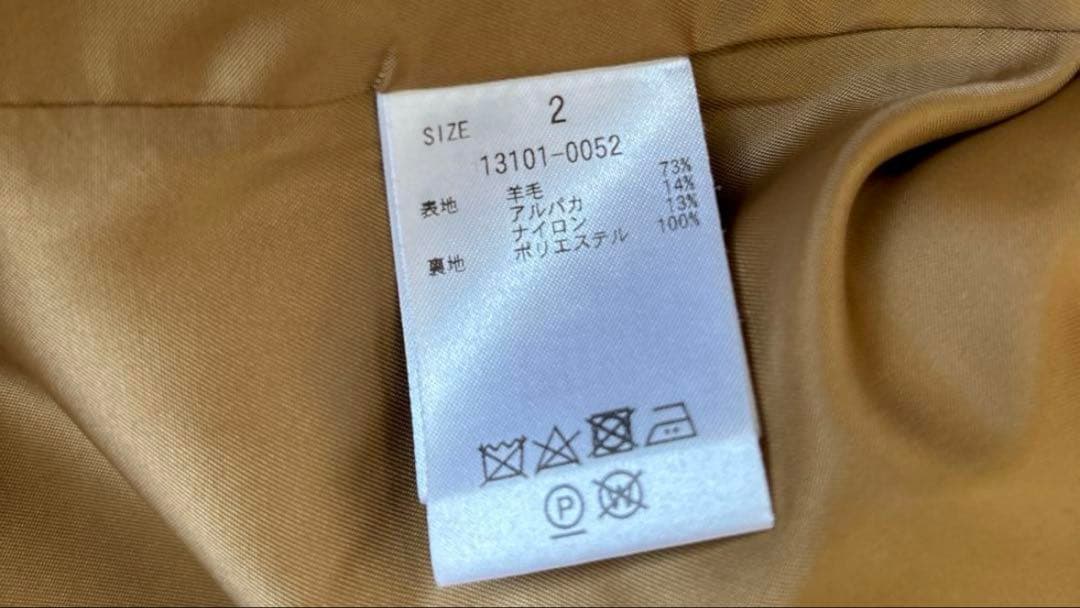 SIZE 2
13101-0052
表地 羊毛 73%
アルパカ 14%
ナイロン 13%
裏地 ポリエステル 100%
P
W